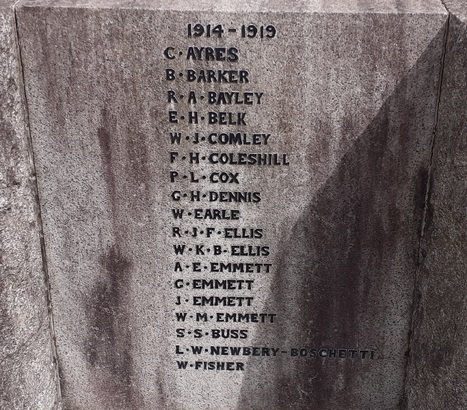 1914-1919
C·AYRES
B·BARKER
R·A·BAYLEY
E·H·BELK
W·J·COMLEY
F·H·COLESHILL
P·L·COX
G·H·DENNIS
W·EARLE
R·J·F·ELLIS
W·K·B·ELLIS
A·E·EMMETT
G·EMMETT
J·EMMETT
W·M·EMMETT
S·S·BUSS
L·W·NEWBERY-BOSCHETTI
W·FISHER